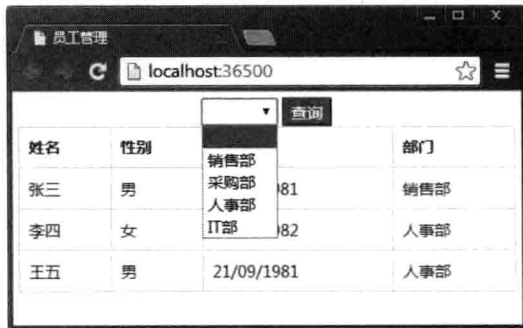 员工管理
localhost:36500
查询
姓名 性别 部门
销售部
采购部
人事部
IT部
张三 男 981 销售部
李四 女 982 人事部
王五 男 21/09/1981 人事部